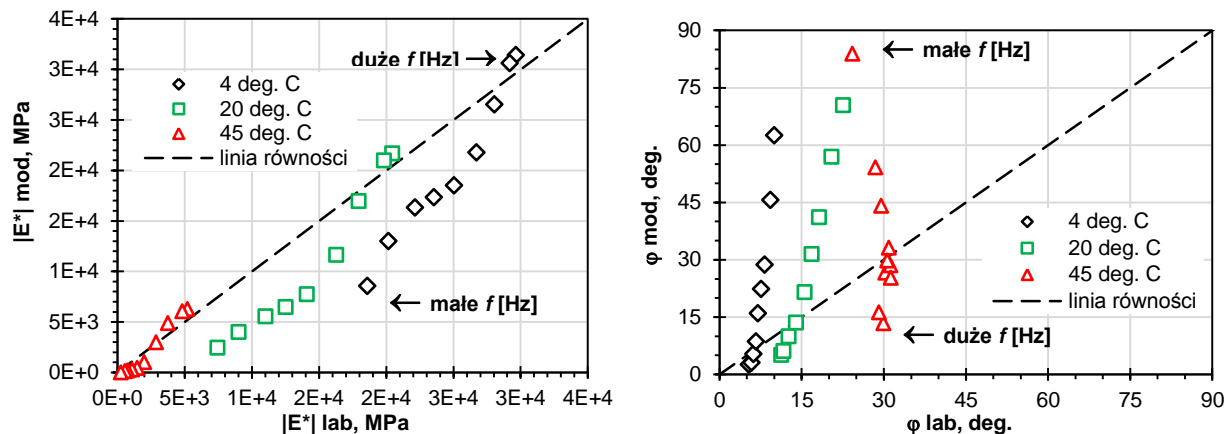 4E+4
3E+4
3E+4
2E+4
2E+4
1E+4
5E+3
0E+0
|E*| mod, MPa
duże f [Hz]
4 deg. C
20 deg. C
45 deg. C
linia równości
małe f [Hz]
0E+0 5E+3 1E+4 2E+4 2E+4 3E+4 3E+4 4E+4
|E*| lab, MPa
90
75
60
45
30
15
0
φ mod, deg.
małe f [Hz]
4 deg. C
20 deg. C
45 deg. C
linia równości
duże f [Hz]
0 15 30 45 60 75 90
φ lab, deg.